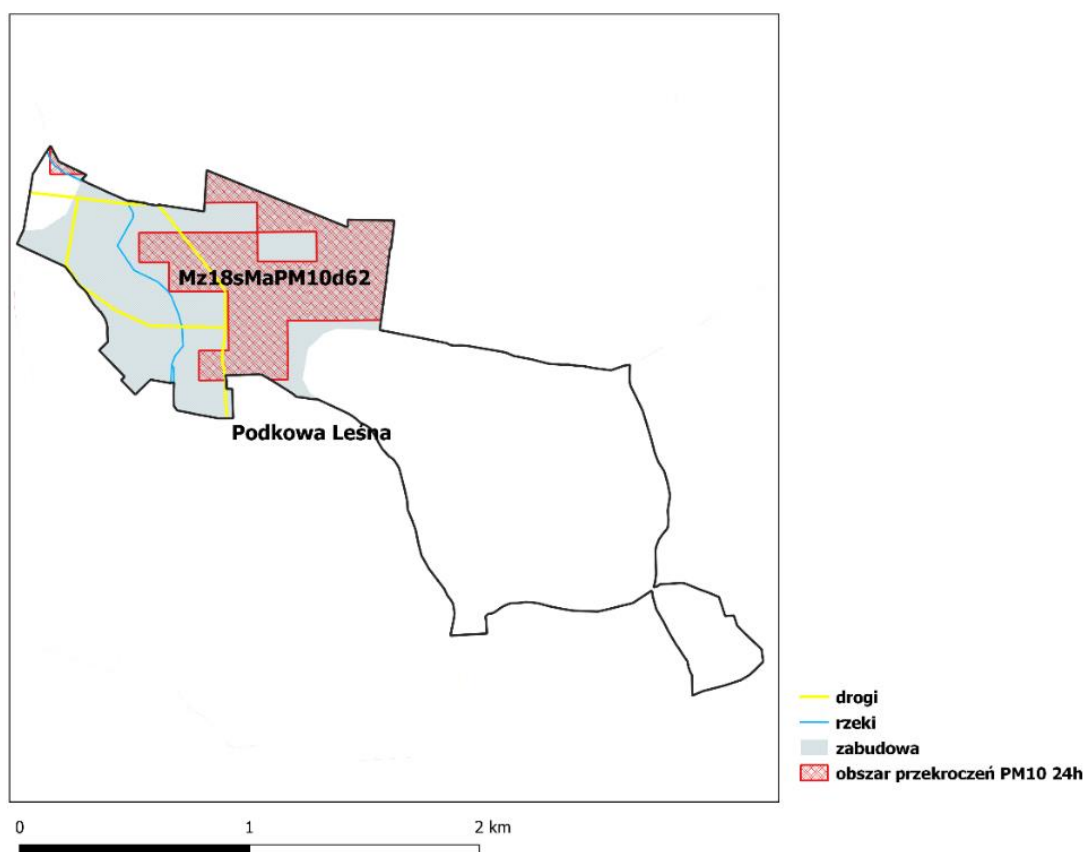 Mz18sMaPM10d62
Podkowa Leśna
drogi
rzeki
zabudowa
obszar przekroczeń PM10 24h
0 1 2 km